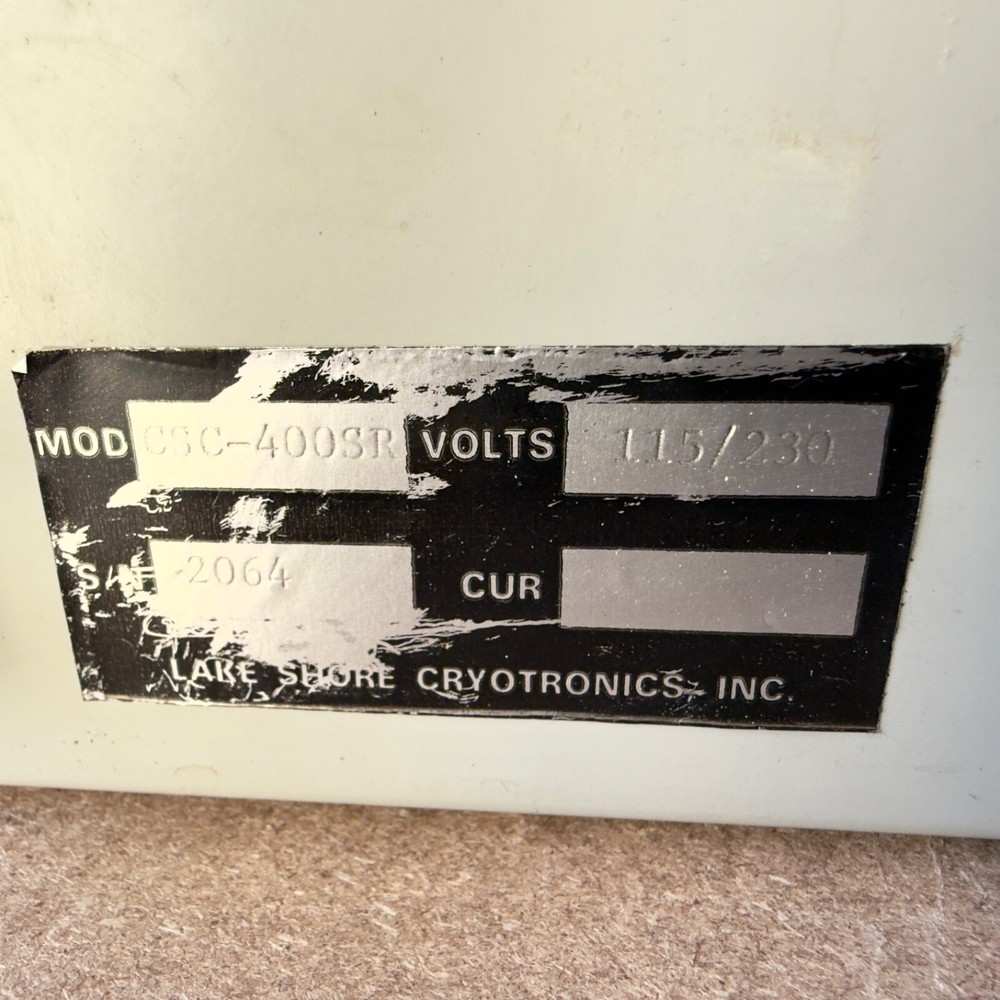 MOD CSC-400SR VOLTS 115/230
S/N 2064 CUR
LAKE SHORE CRYOTRONICS, INC.